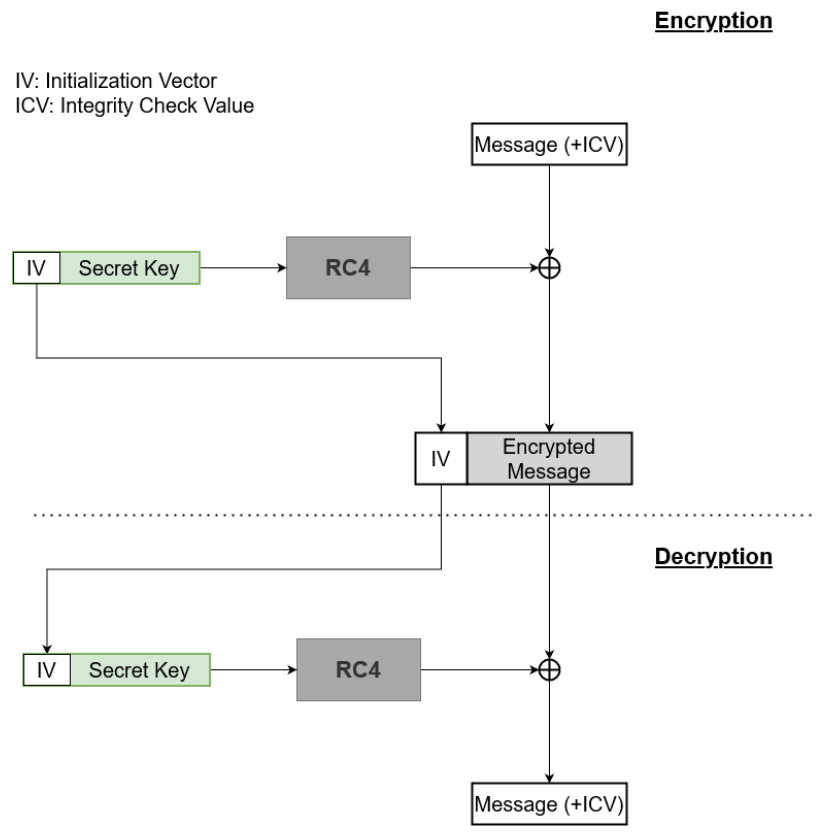 Encryption
IV: Initialization Vector
ICV: Integrity Check Value
Message (+ICV)
IV
Secret Key
RC4
IV
Encrypted
Message
Decryption
IV
Secret Key
RC4
Message (+ICV)